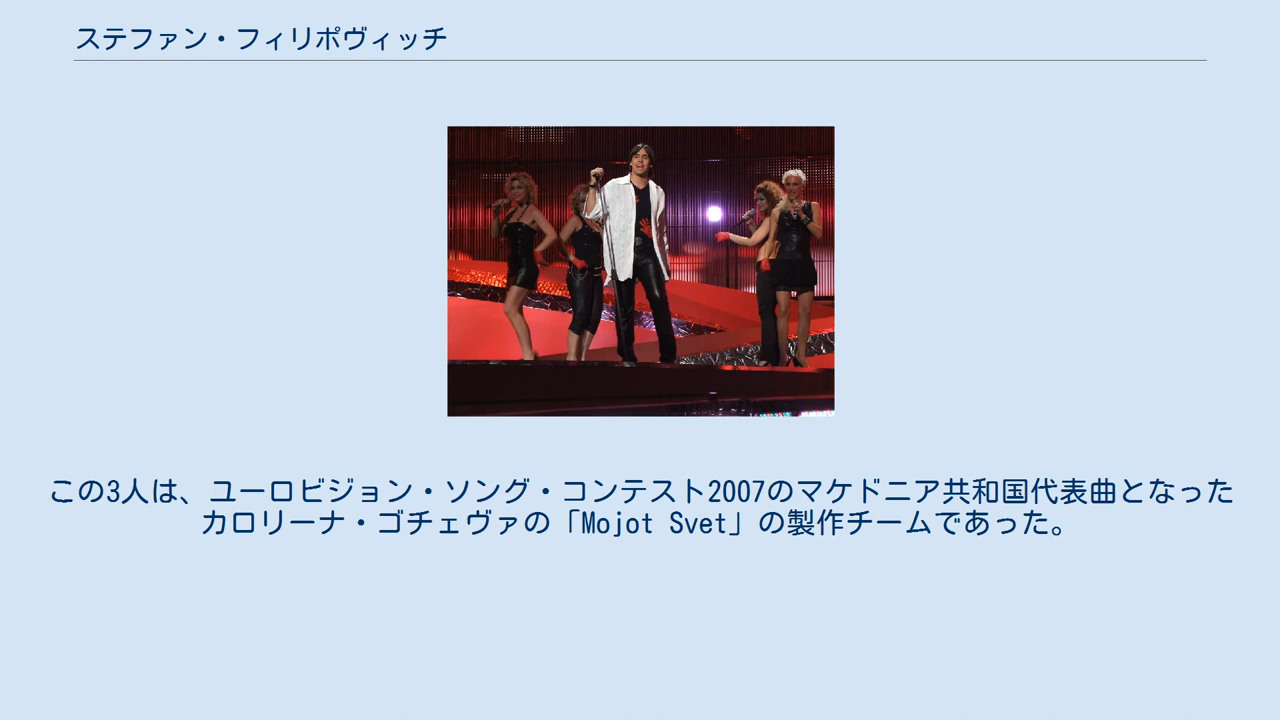 ステファン・フィリポヴィッチ
この3人は、ユーロビジョン・ソング・コンテスト2007のマケドニア共和国代表曲となった
カロリーナ・ゴチェヴァの「Mojot Svet」の製作チームであった。